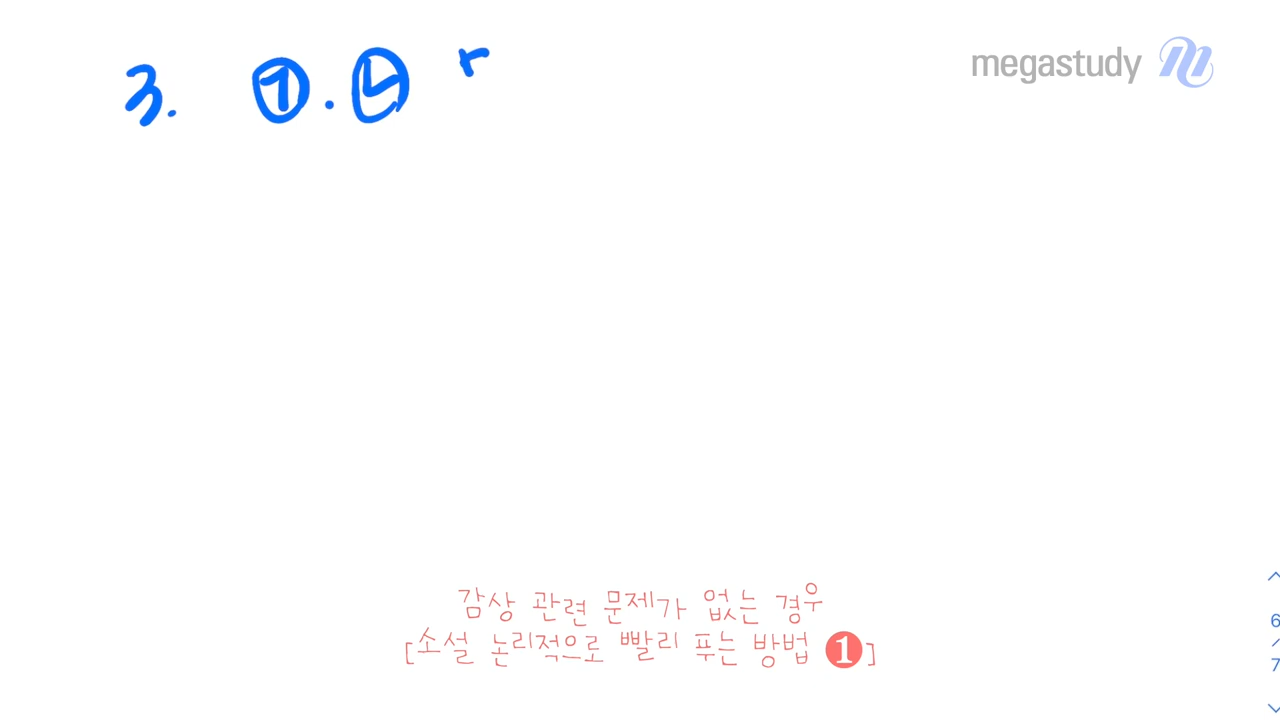 3. ㉠.㉡
megastudy
감상 관련 문제가 없는 경우
[소설 논리적으로 빨리 푸는 방법 ❶]
6
7